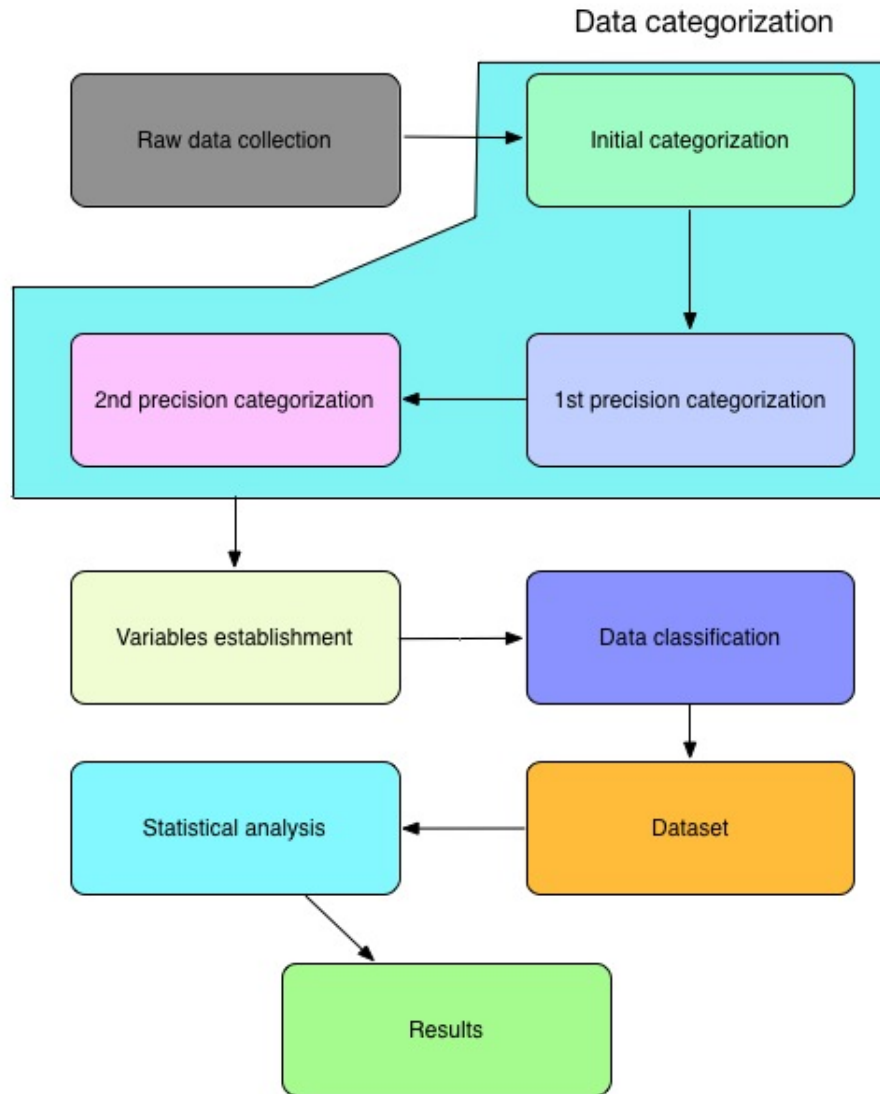 Data categorization
Raw data collection
Initial categorization
2nd precision categorization
1st precision categorization
Variables establishment
Data classification
Statistical analysis
Dataset
Results